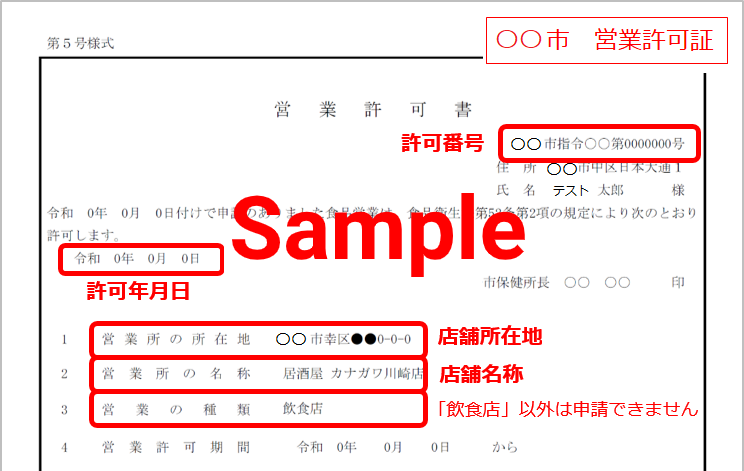 〇〇市 営業許可証
第５号様式
営業許可書
許可番号
〇〇市指令〇〇第0000000号
住所 〇〇市中区日本大通１
氏名 テスト 太郎 様
令和 0年 0月 0日付けで申請のありました食品営業は、食品衛生 第52条第2項の規定により次のとおり
許可します。
Sample
令和 0年 0月 0日
許可年月日
市保健所長 〇〇 〇〇 印
1 営業所の所在地 〇〇市幸区●●0-0-0 店舗所在地
2 営業所の名称 居酒屋 カナガワ川崎店 店舗名称
3 営業の種類 飲食店 「飲食店」以外は申請できません
4 営業許可期間 令和 0年 0月 0日 から